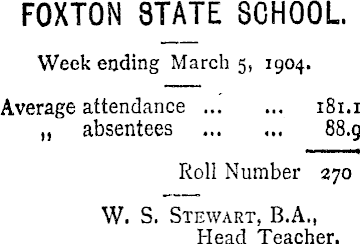 FOXTON STATE SCHOOL.
Week ending March 5, 1904.
Average attendance ... ... 181.1
„ absentees ... ... 88.9
Roll Number 270
W. S. STEWART, B.A.,
Head Teacher.